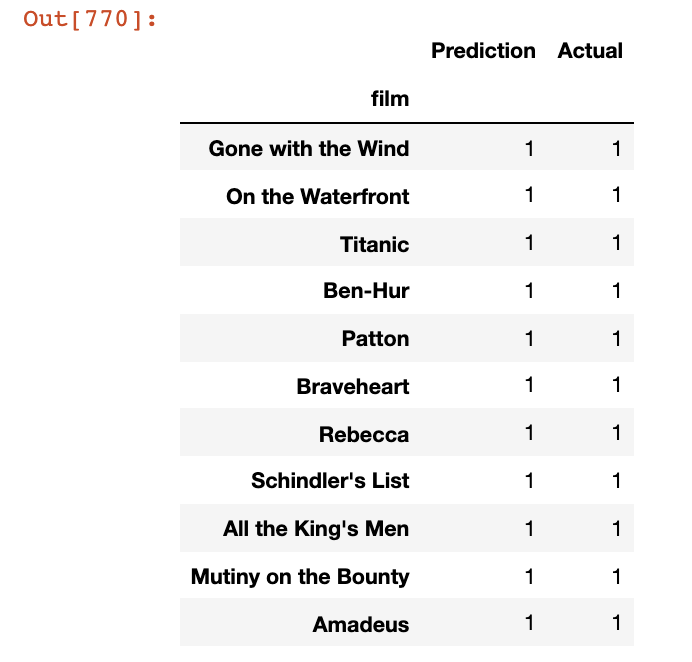 Out[770]:
Prediction Actual
film
Gone with the Wind 1 1
On the Waterfront 1 1
Titanic 1 1
Ben-Hur 1 1
Patton 1 1
Braveheart 1 1
Rebecca 1 1
Schindler's List 1 1
All the King's Men 1 1
Mutiny on the Bounty 1 1
Amadeus 1 1